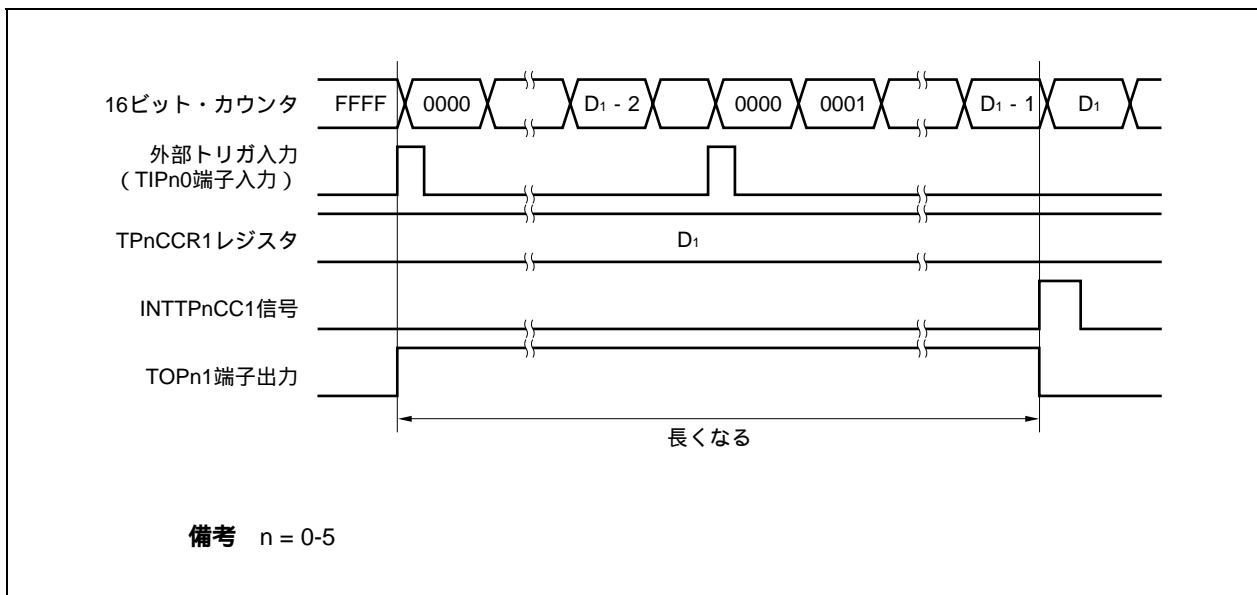 16ビット・カウンタ FFFF 0000 D1 - 2 0000 0001 D1 - 1 D1
外部トリガ入力
(TIPn0端子入力)
TPnCCR1レジスタ D1
INTTPnCC1信号
TOPn1端子出力
長くなる
備考 n = 0-5